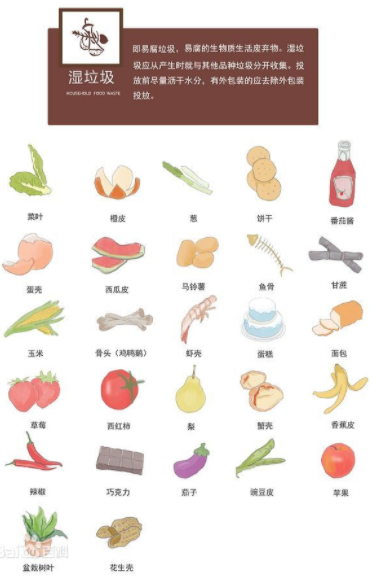 湿垃圾
HOUSEHOLD FOOD WASTE
即易腐垃圾，易腐的生物质生活废弃物。湿垃
圾应从产生时就与其他品种垃圾分开收集。投
放前尽量沥干水分，有外包装的应去除外包装
投放。
菜叶
橙皮
葱
饼干
番茄酱
蛋壳
西瓜皮
马铃薯
鱼骨
甘蔗
玉米
骨头（鸡鸭鹅）
虾壳
蛋糕
面包
草莓
西红柿
梨
蟹壳
香蕉皮
辣椒
巧克力
茄子
豌豆皮
苹果
盆栽树叶
花生壳
Bai 百科